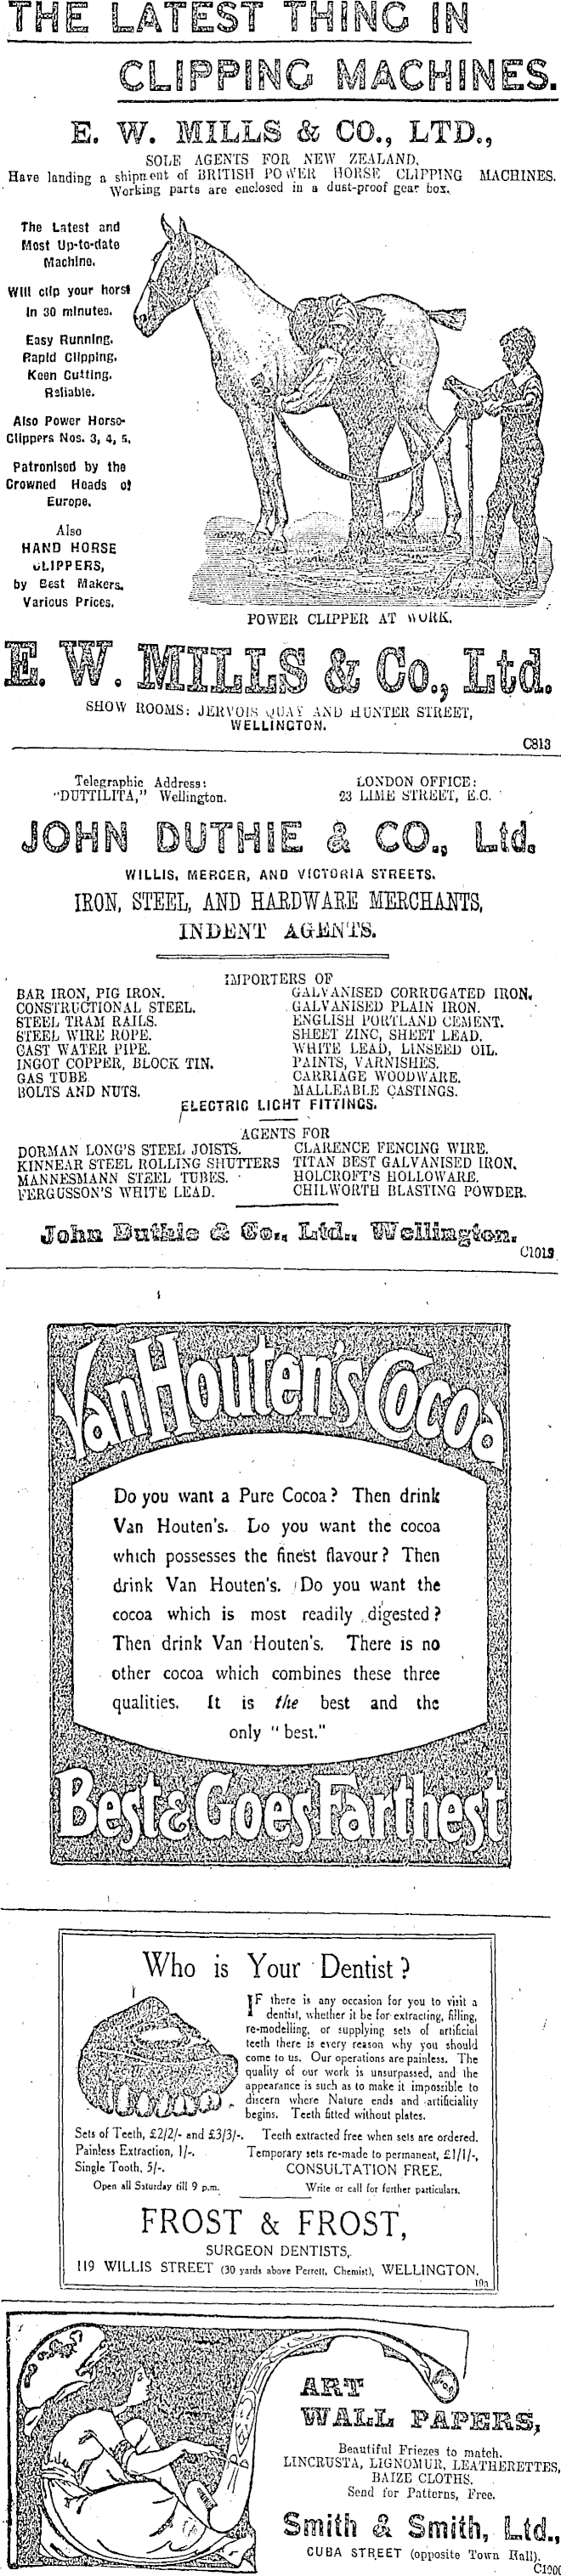 THE LATEST THING IN
CLIPPING MACHINES.
E. W. MILLS & CO., LTD.,
SOLE AGENTS FOR NEW ZEALAND,
Have landing a shipment of BRITISH POWER HORSE CLIPPING MACHINES.
Working parts are enclosed in a dust-proof gear box.
The Latest and
Most Up-to-date
Machine.
Will clip your horse
in 30 minutes.
Easy Running.
Rapid Clipping.
Keen Cutting.
Reliable.
Also Power Horse-
Clippers Nos. 3, 4, 5,
Patronised by the
Crowned Heads of
Europe.
Also
HAND HORSE
CLIPPERS,
by Best Makers.
Various Prices.
POWER CLIPPER AT WORK.
E. W. MILLS & Co., Ltd.
SHOW ROOMS: JERVOIS QUAY AND HUNTER STREET,
WELLINGTON.
C813
Telegraphic Address:
"DUTTILITA," Wellington.
LONDON OFFICE:
23 LIME STREET, E.C.
JOHN DUTHIE & CO., Ltd.
WILLIS, MERCER, AND VICTORIA STREETS.
IRON, STEEL, AND HARDWARE MERCHANTS,
INDENT AGENTS.
IMPORTERS OF
BAR IRON, PIG IRON.
CONSTRUCTIONAL STEEL.
STEEL TRAM RAILS.
STEEL WIRE ROPE.
CAST WATER PIPE.
INGOT COPPER, BLOCK TIN.
GAS TUBE
BOLTS AND NUTS.
GALVANISED CORRUGATED IRON.
GALVANISED PLAIN IRON.
ENGLISH PORTLAND CEMENT.
SHEET ZINC, SHEET LEAD.
WHITE LEAD, LINSEED OIL.
PAINTS, VARNISHES.
CARRIAGE WOODWARE.
MALLEABLE CASTINGS.
ELECTRIC LIGHT FITTINGS.
AGENTS FOR
DORMAN LONG'S STEEL JOISTS.
KINNEAR STEEL ROLLING SHUTTERS
MANNESMANN STEEL TUBES.
FERGUSSON'S WHITE LEAD.
CLARENCE FENCING WIRE.
TITAN BEST GALVANISED IRON.
HOLCROFT'S HOLLOWARE.
CHILWORTH BLASTING POWDER.
John Duthie & Co., Ltd., Wellington.
C1019
Van Houten's Cocoa
Do you want a Pure Cocoa? Then drink
Van Houten's. Do you want the cocoa
which possesses the finest flavour? Then
drink Van Houten's. Do you want the
cocoa which is most readily digested?
Then drink Van Houten's. There is no
other cocoa which combines these three
qualities. It is the best and the
only "best."
Best & Goes Farthest
Who is Your Dentist?
IF there is any occasion for you to visit a
dentist, whether it be for extracting, filling,
re-modelling, or supplying sets of artificial
teeth there is every reason why you should
come to us. Our operations are painless. The
quality of our work is unsurpassed, and the
appearance is such as to make it impossible to
discern where Nature ends and artificiality
begins. Teeth fitted without plates.
Sets of Teeth, £2/2/- and £3/3/-. Teeth extracted free when sets are ordered.
Painless Extraction, 1/-. Temporary sets re-made to permanent, £1/1/-,
Single Tooth, 5/-. CONSULTATION FREE.
Open all Saturday till 9 p.m. Write or call for further particulars.
FROST & FROST,
SURGEON DENTISTS,
119 WILLIS STREET (30 yards above Perrett, Chemist), WELLINGTON.
ART
WALL PAPERS,
Beautiful Friezes to match.
LINCRUSTA, LIGNOMUR, LEATHERETTES,
BAIZE CLOTHS.
Send for Patterns, Free.
Smith & Smith, Ltd.,
CUBA STREET (opposite Town Hall).